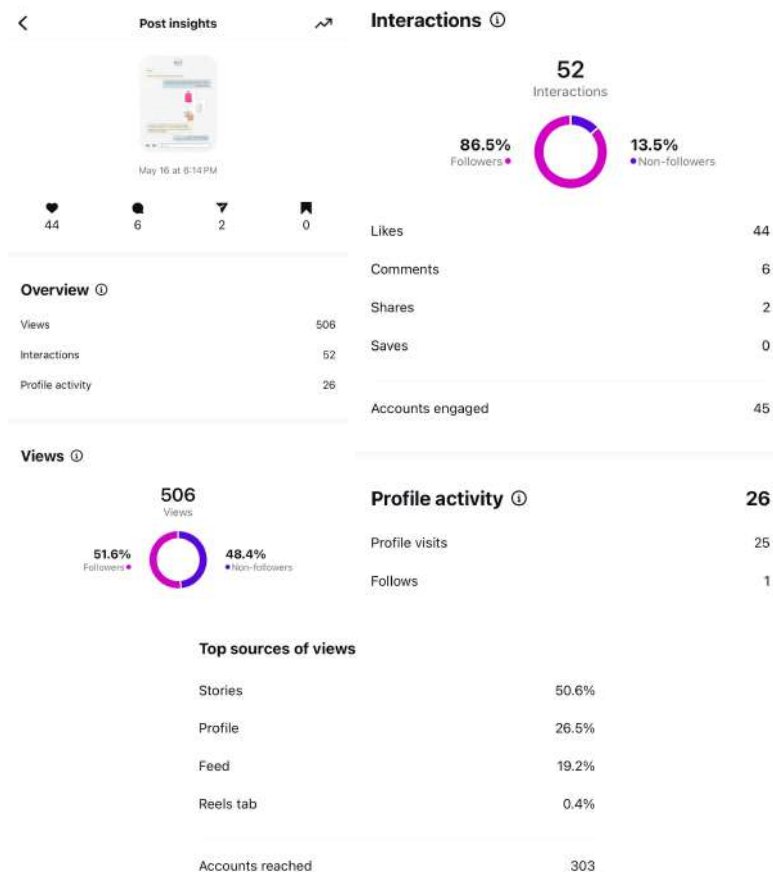 Post insights
May 16 at 6:14 PM
44
6
2
0
Overview
Views 506
Interactions 52
Profile activity 26
Views
506
Views
51.6%
Followers
48.4%
Non-followers
Interactions
52
Interactions
86.5%
Followers
13.5%
Non-followers
Likes 44
Comments 6
Shares 2
Saves 0
Accounts engaged 45
Profile activity 26
Profile visits 25
Follows 1
Top sources of views
Stories 50.6%
Profile 26.5%
Feed 19.2%
Reels tab 0.4%
Accounts reached 303